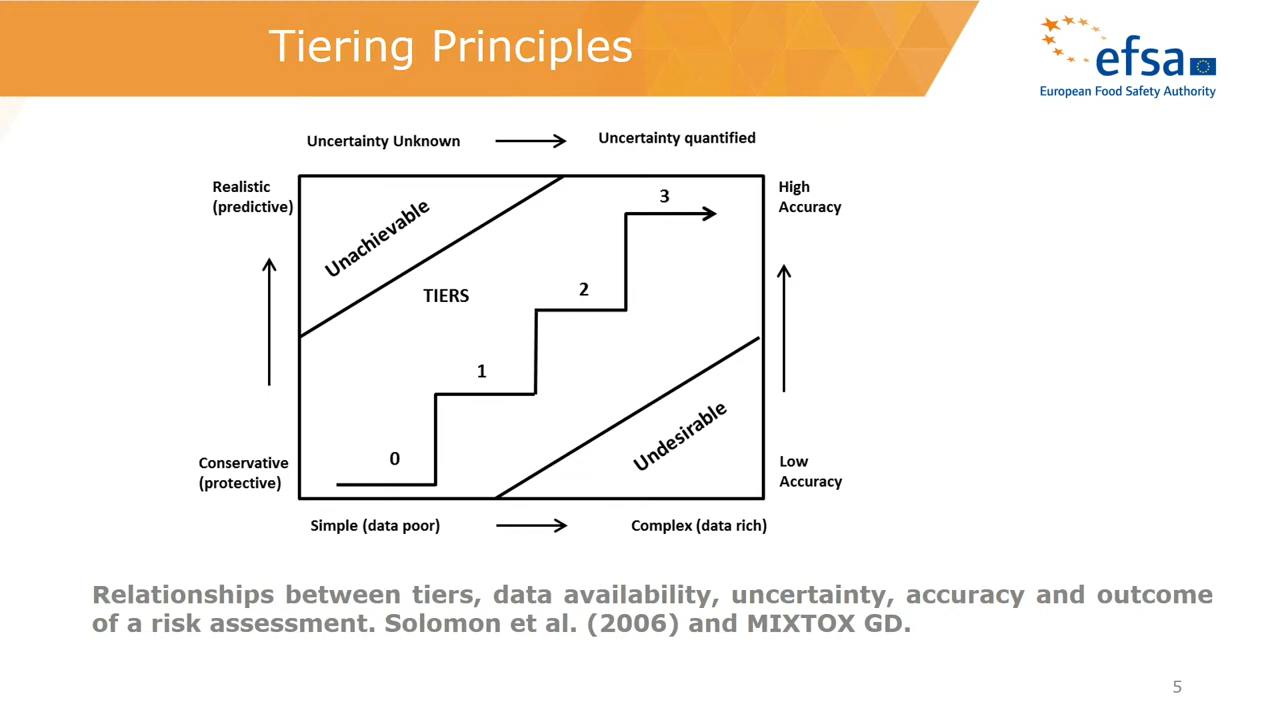 Tiering Principles
efsa
European Food Safety Authority
Uncertainty Unknown
Uncertainty quantified
Realistic
(predictive)
High
Accuracy
Unachievable
3
TIERS
2
1
Undesirable
0
Conservative
(protective)
Low
Accuracy
Simple (data poor)
Complex (data rich)
Relationships between tiers, data availability, uncertainty, accuracy and outcome
of a risk assessment. Solomon et al. (2006) and MIXTOX GD.
5